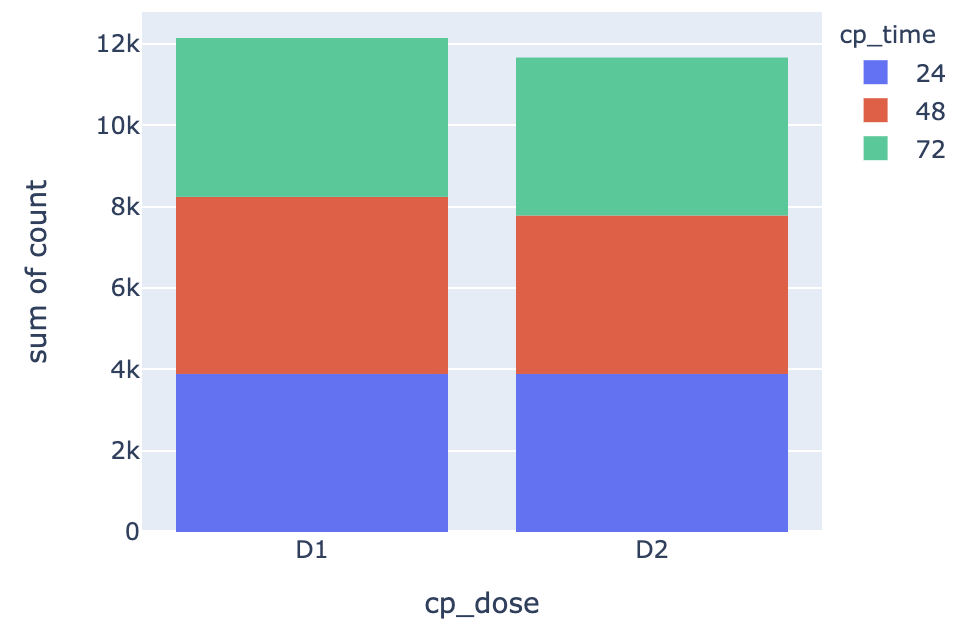 sum of count
12k
10k
8k
6k
4k
2k
0
D1
D2
cp_dose
cp_time
24
48
72